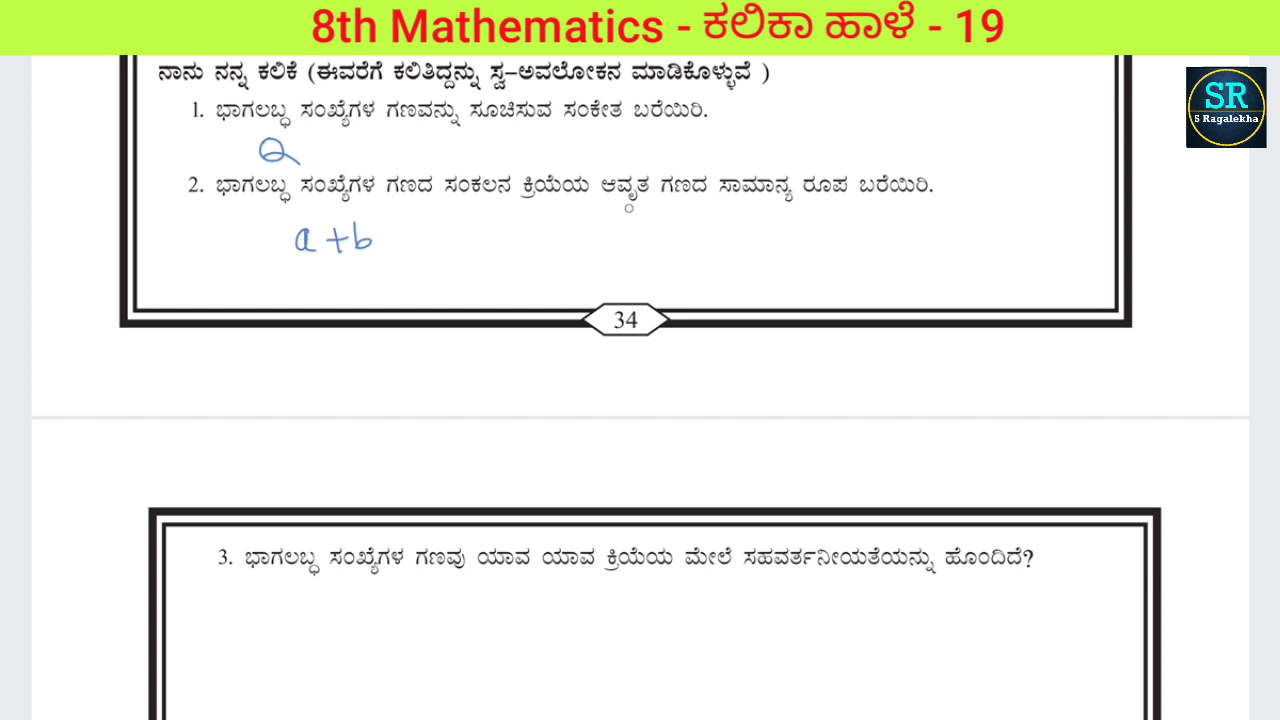 8th Mathematics - ಕಲಿಕಾ ಹಾಳೆ - 19
ನಾನು ನನ್ನ ಕಲಿಕೆ (ಈವರೆಗೆ ಕಲಿತಿದ್ದನ್ನು ಸ್ವ-ಅವಲೋಕನ ಮಾಡಿಕೊಳ್ಳುವೆ )
SR
S Ragalekha
1. ಭಾಗಲಬ್ಧ ಸಂಖ್ಯೆಗಳ ಗಣವನ್ನು ಸೂಚಿಸುವ ಸಂಕೇತ ಬರೆಯಿರಿ.
Q
2. ಭಾಗಲಬ್ಧ ಸಂಖ್ಯೆಗಳ ಗಣದ ಸಂಕಲನ ಕ್ರಿಯೆಯ ಆವೃತ ಗಣದ ಸಾಮಾನ್ಯ ರೂಪ ಬರೆಯಿರಿ.
a + b
34
3. ಭಾಗಲಬ್ಧ ಸಂಖ್ಯೆಗಳ ಗಣವು ಯಾವ ಯಾವ ಕ್ರಿಯೆಯ ಮೇಲೆ ಸಹವರ್ತನೀಯತೆಯನ್ನು ಹೊಂದಿದೆ?